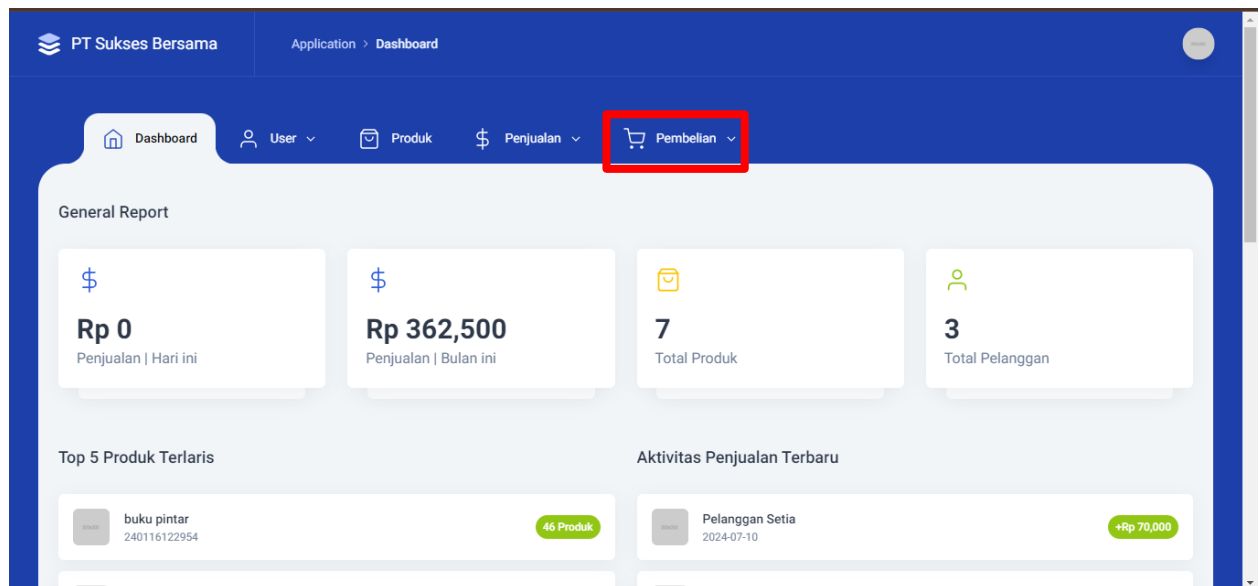 PT Sukses Bersama
Application > Dashboard
Dashboard
User
Produk
Penjualan
Pembelian
General Report
Rp 0
Penjualan | Hari ini
Rp 362,500
Penjualan | Bulan ini
7
Total Produk
3
Total Pelanggan
Top 5 Produk Terlaris
buku pintar
240116122954
46 Produk
Aktivitas Penjualan Terbaru
Pelanggan Setia
2024-07-10
+Rp 70,000